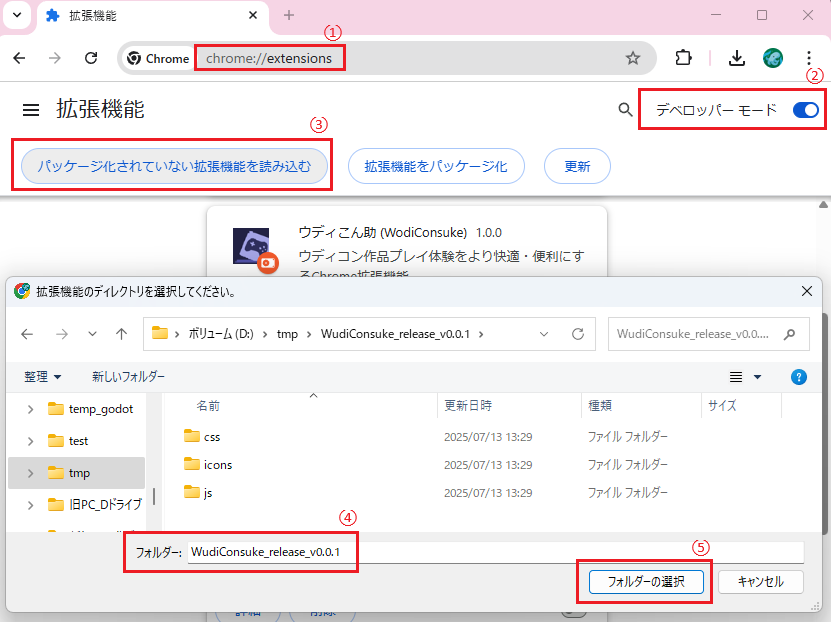 拡張機能
①
Chrome
chrome://extensions
②
拡張機能
デベロッパー モード
③
パッケージ化されていない拡張機能を読み込む
拡張機能をパッケージ化
更新
ウディこん助 (WodiConsuke) 1.0.0
ウディコン作品プレイ体験をより快適・便利にす
るChrome拡張機能
拡張機能のディレクトリを選択してください。
ボリューム (D:) > tmp > WudiConsuke_release_v0.0.1 >
WudiConsuke_release_v0.0....
整理
新しいフォルダー
名前
更新日時
種類
サイズ
temp_godot
test
tmp
旧PC_Dドライブ
css 2025/07/13 13:29 ファイル フォルダー
icons 2025/07/13 13:29 ファイル フォルダー
js 2025/07/13 13:29 ファイル フォルダー
④
フォルダー: WudiConsuke_release_v0.0.1
⑤
フォルダーの選択
キャンセル
詳細
削除